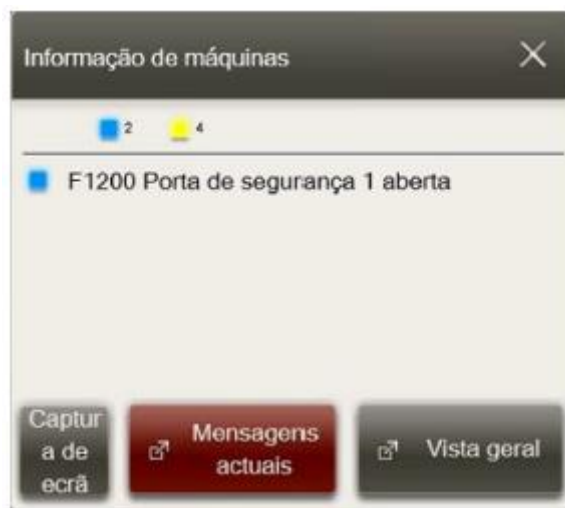 Informação de máquinas
2 4
F1200 Porta de segurança 1 aberta
Captur
a de
ecrã
Mensagens
actuais
Vista geral